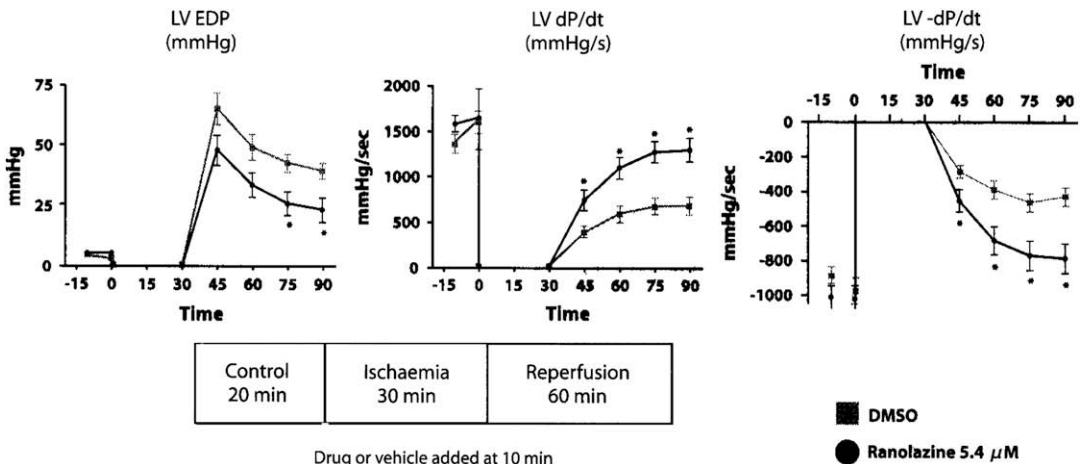 LV EDP
(mmHg)
75
50
25
0
mmHg
-15 0 15 30 45 60 75 90
Time
* *
LV dP/dt
(mmHg/s)
2000
1500
1000
500
0
mmHg/sec
-15 0 15 30 45 60 75 90
Time
* * * *
LV -dP/dt
(mmHg/s)
Time
-15 0 15 30 45 60 75 90
0
-200
-400
-600
-800
-1000
mmHg/sec
* * * *
Control
20 min
Ischaemia
30 min
Reperfusion
60 min
Drug or vehicle added at 10 min
DMSO
Ranolazine 5.4 μM